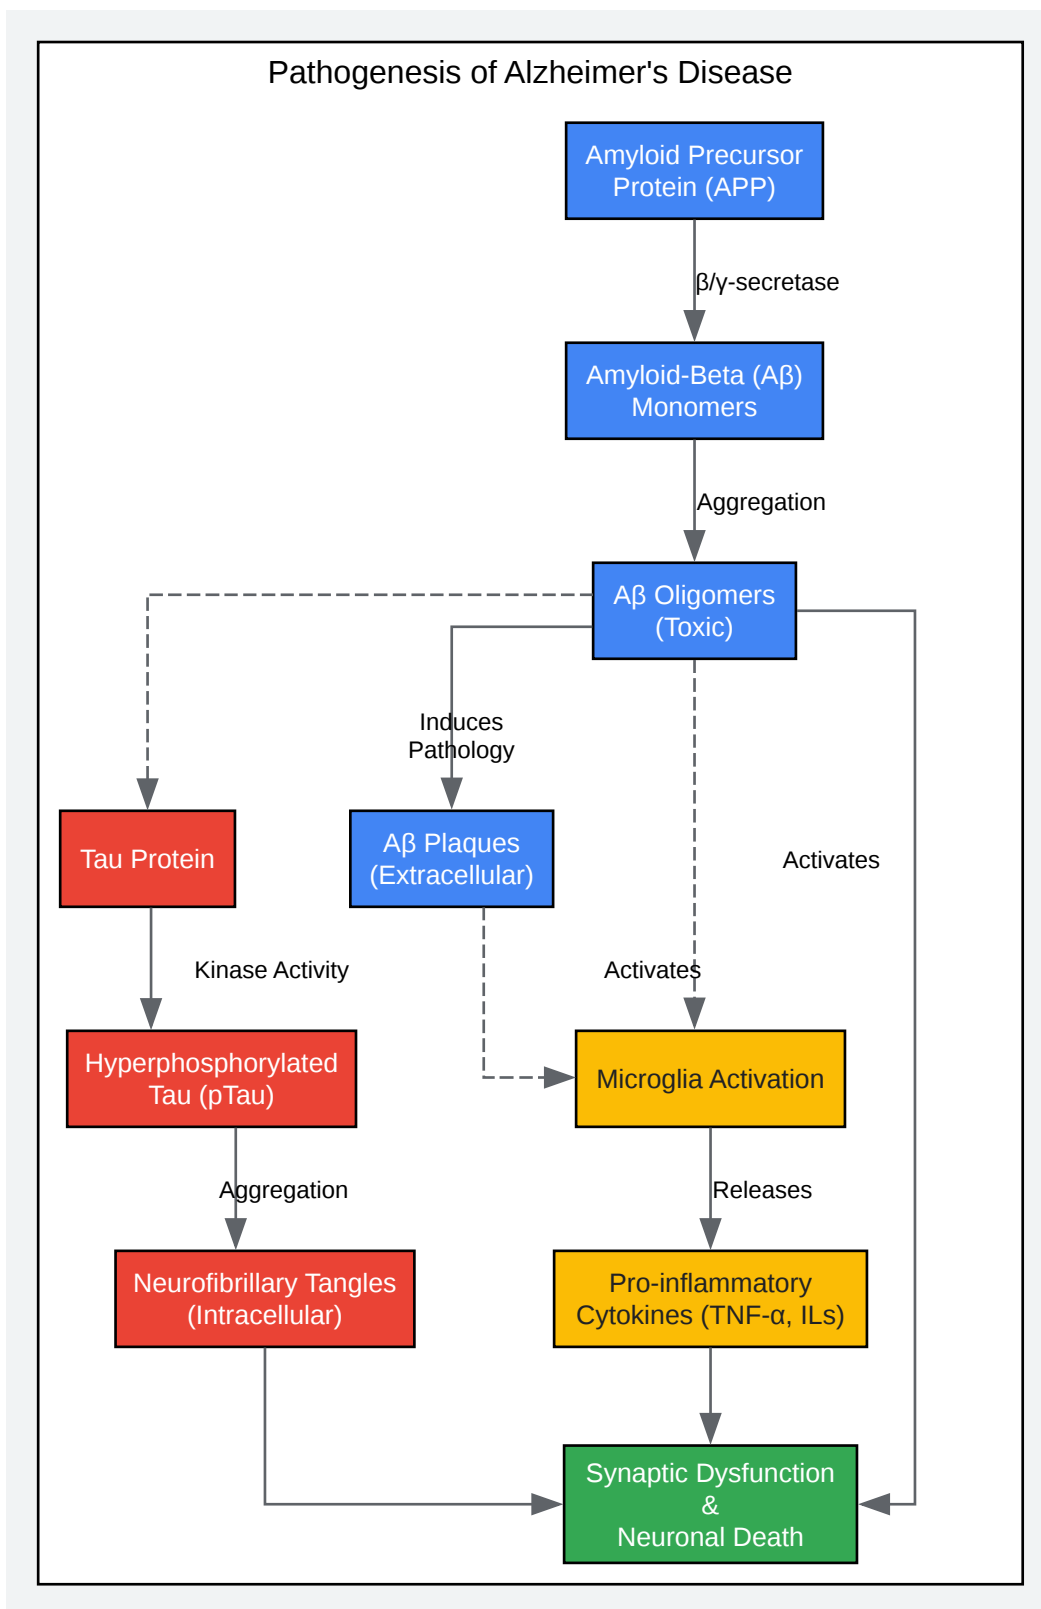 Pathogenesis of Alzheimer's Disease
Amyloid Precursor
Protein (APP)
β/γ-secretase
Amyloid-Beta (Aβ)
Monomers
Aggregation
Aβ Oligomers
(Toxic)
Induces
Pathology
Tau Protein
Aβ Plaques
(Extracellular)
Activates
Kinase Activity
Activates
Hyperphosphorylated
Tau (pTau)
Microglia Activation
Aggregation
Releases
Neurofibrillary Tangles
(Intracellular)
Pro-inflammatory
Cytokines (TNF-α, ILs)
Synaptic Dysfunction
&
Neuronal Death